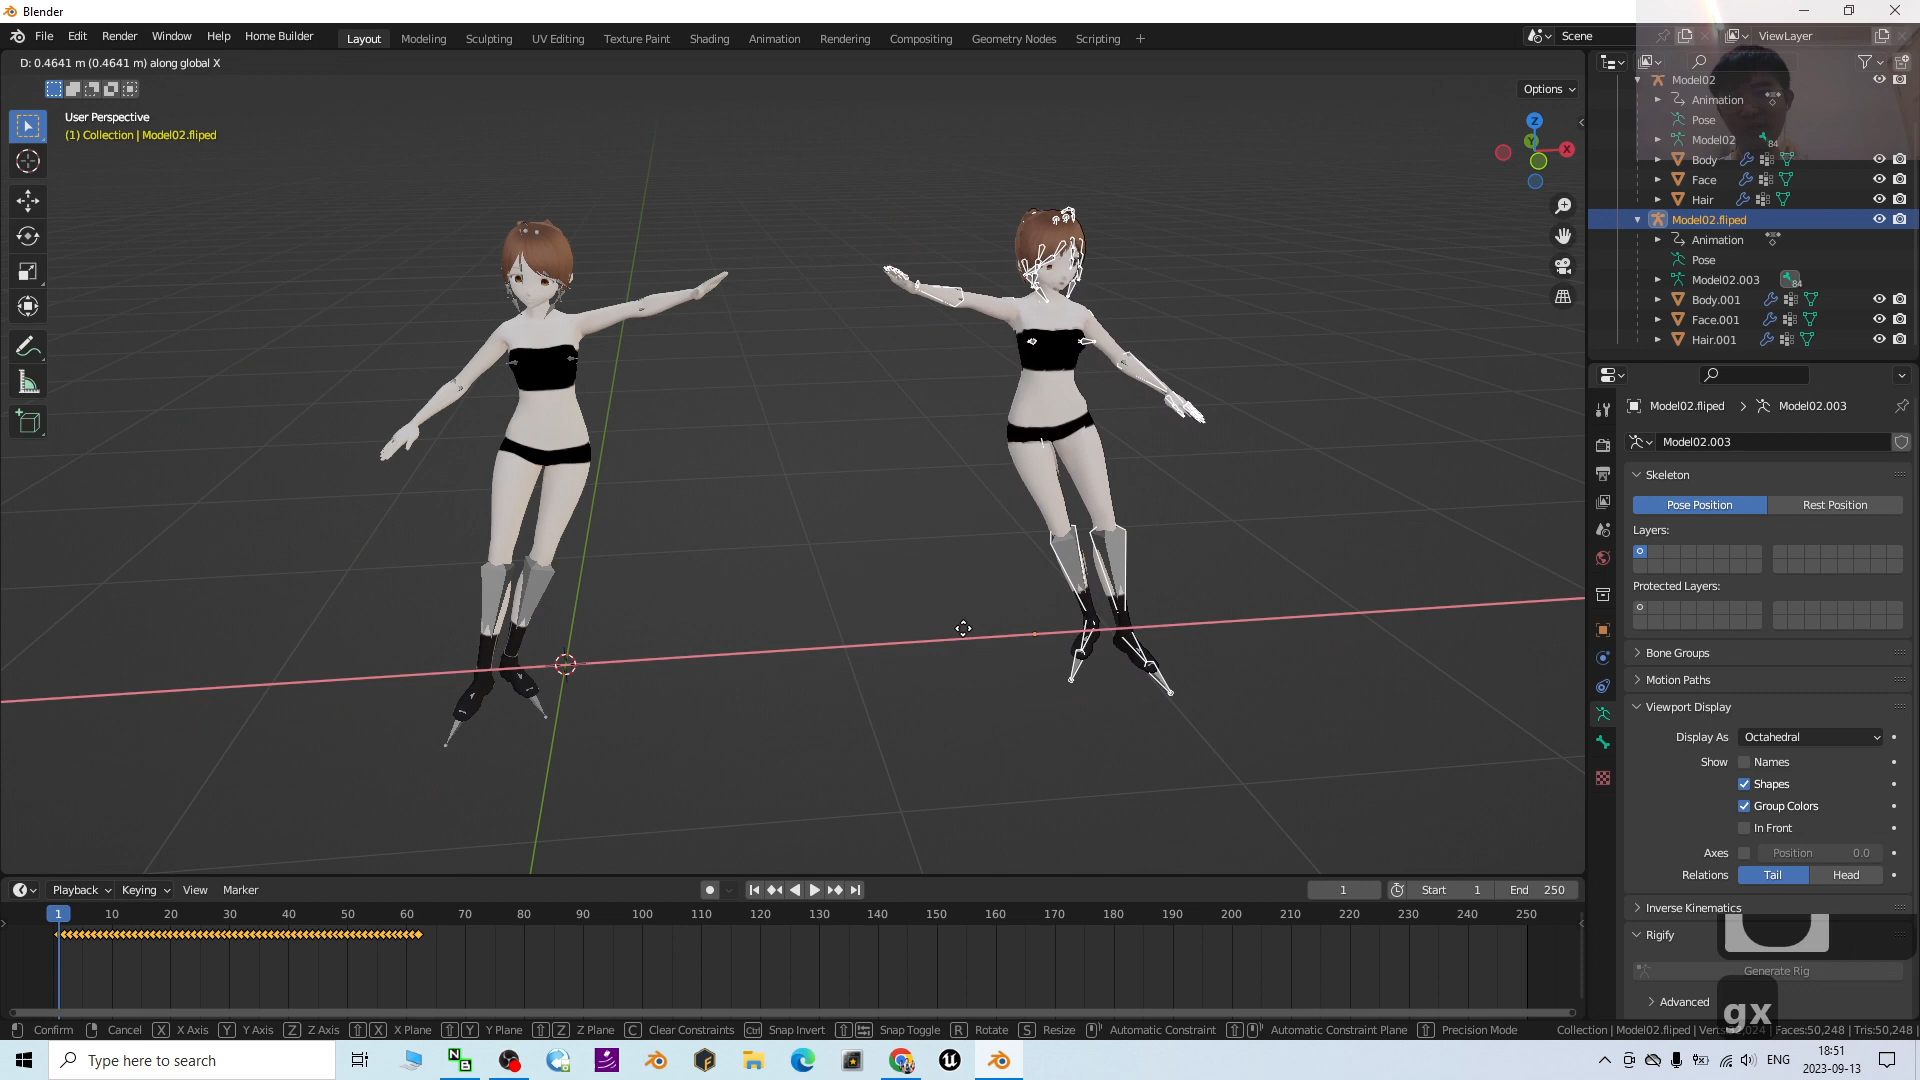 Blender
File Edit Render Window Help Home Builder
Layout Modeling Sculpting UV Editing Texture Paint Shading Animation Rendering Compositing Geometry Nodes Scripting +
Scene
ViewLayer
D: 0.4641 m (0.4641 m) along global X
Options
User Perspective
(1) Collection | Model02.fliped
Z
Y
X
Model02
Animation
Pose
Model02
84
Body
Face
Hair
Model02.fliped
Animation
Pose
Model02.003
84
Body.001
Face.001
Hair.001
Model02.fliped > Model02.003
Model02.003
Skeleton
Pose Position Rest Position
Layers:
Protected Layers:
Bone Groups
Motion Paths
Viewport Display
Display As Octahedral
Show Names
Shapes
Group Colors
In Front
Axes Position 0.0
Relations Tail Head
Inverse Kinematics
Rigify
Generate Rig
Advanced
gx
Playback Keying View Marker
1 Start 1 End 250
1 10 20 30 40 50 60 70 80 90 100 110 120 130 140 150 160 170 180 190 200 210 220 230 240 250
Confirm Cancel X X Axis Y Y Axis Z Z Axis X X Plane Y Y Plane Z Z Plane C Clear Constraints Ctrl Snap Invert Snap Toggle R Rotate S Resize Automatic Constraint Automatic Constraint Plane Precision Mode Collection | Model02.fliped | Faces:50,248 | Tris:50,248
Type here to search
ENG
18:51
2023-09-13